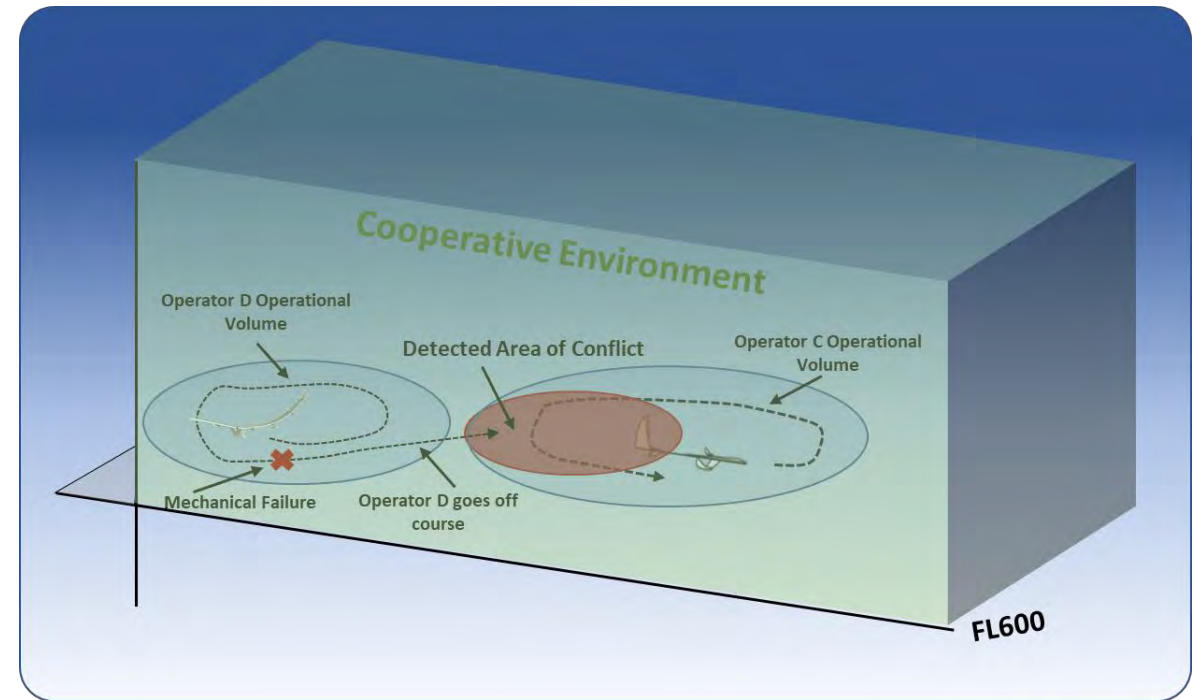 Cooperative Environment
Operator D Operational
Volume
Detected Area of Conflict
Operator C Operational
Volume
Mechanical Failure
Operator D goes off
course
FL600